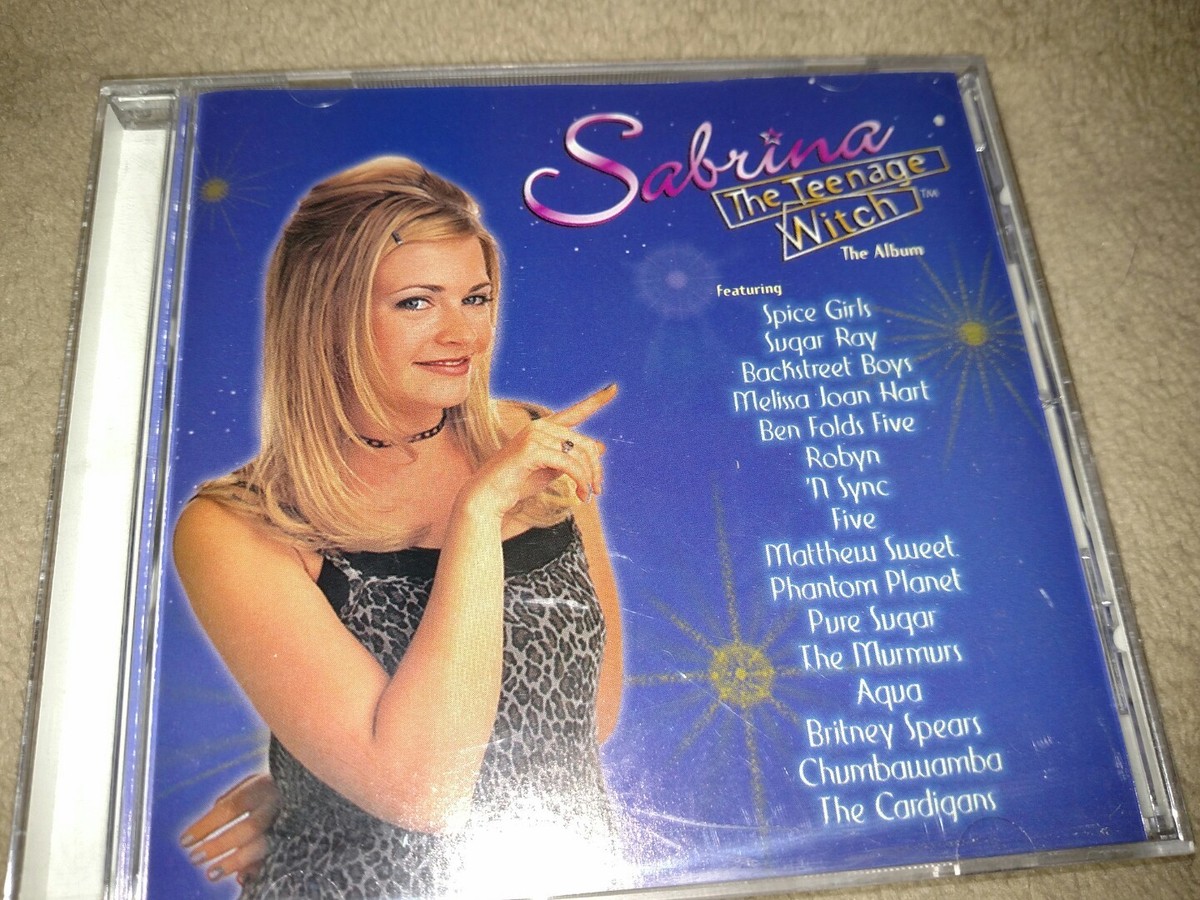 Sabrina
The Teenage
Witch™
The Album
Featuring
Spice Girls
Sugar Ray
Backstreet Boys
Melissa Joan Hart
Ben Folds Five
Robyn
'N Sync
Five
Matthew Sweet
Phantom Planet
Pure Sugar
The Murmurs
Aqua
Britney Spears
Chumbawamba
The Cardigans